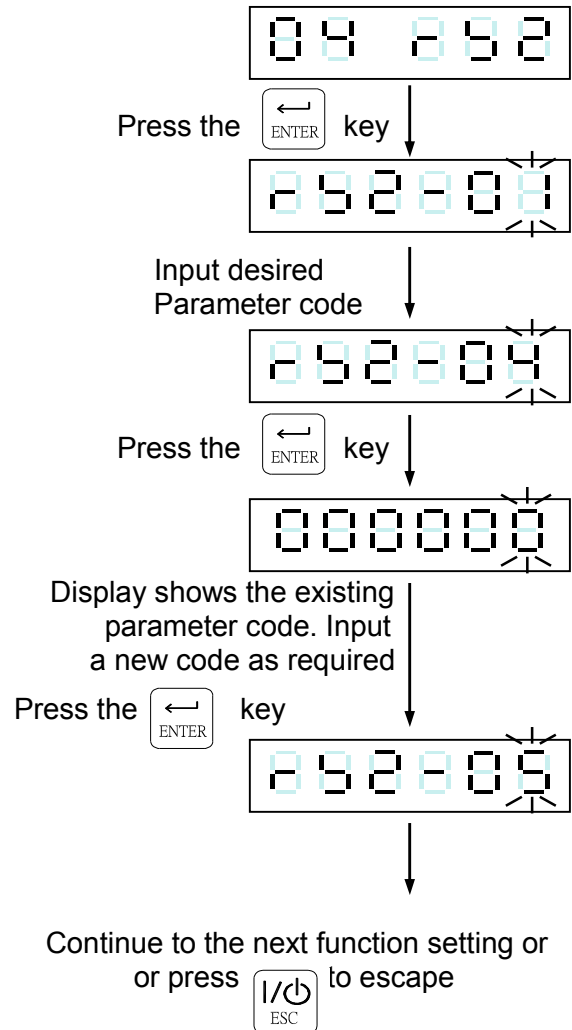 04 rS2
Press the ENTER key
rS2-01
Input desired
Parameter code
rS2-04
Press the ENTER key
000000
Display shows the existing
parameter code. Input
a new code as required
Press the ENTER key
rS2-05
Continue to the next function setting or
or press I/⏻ ESC to escape